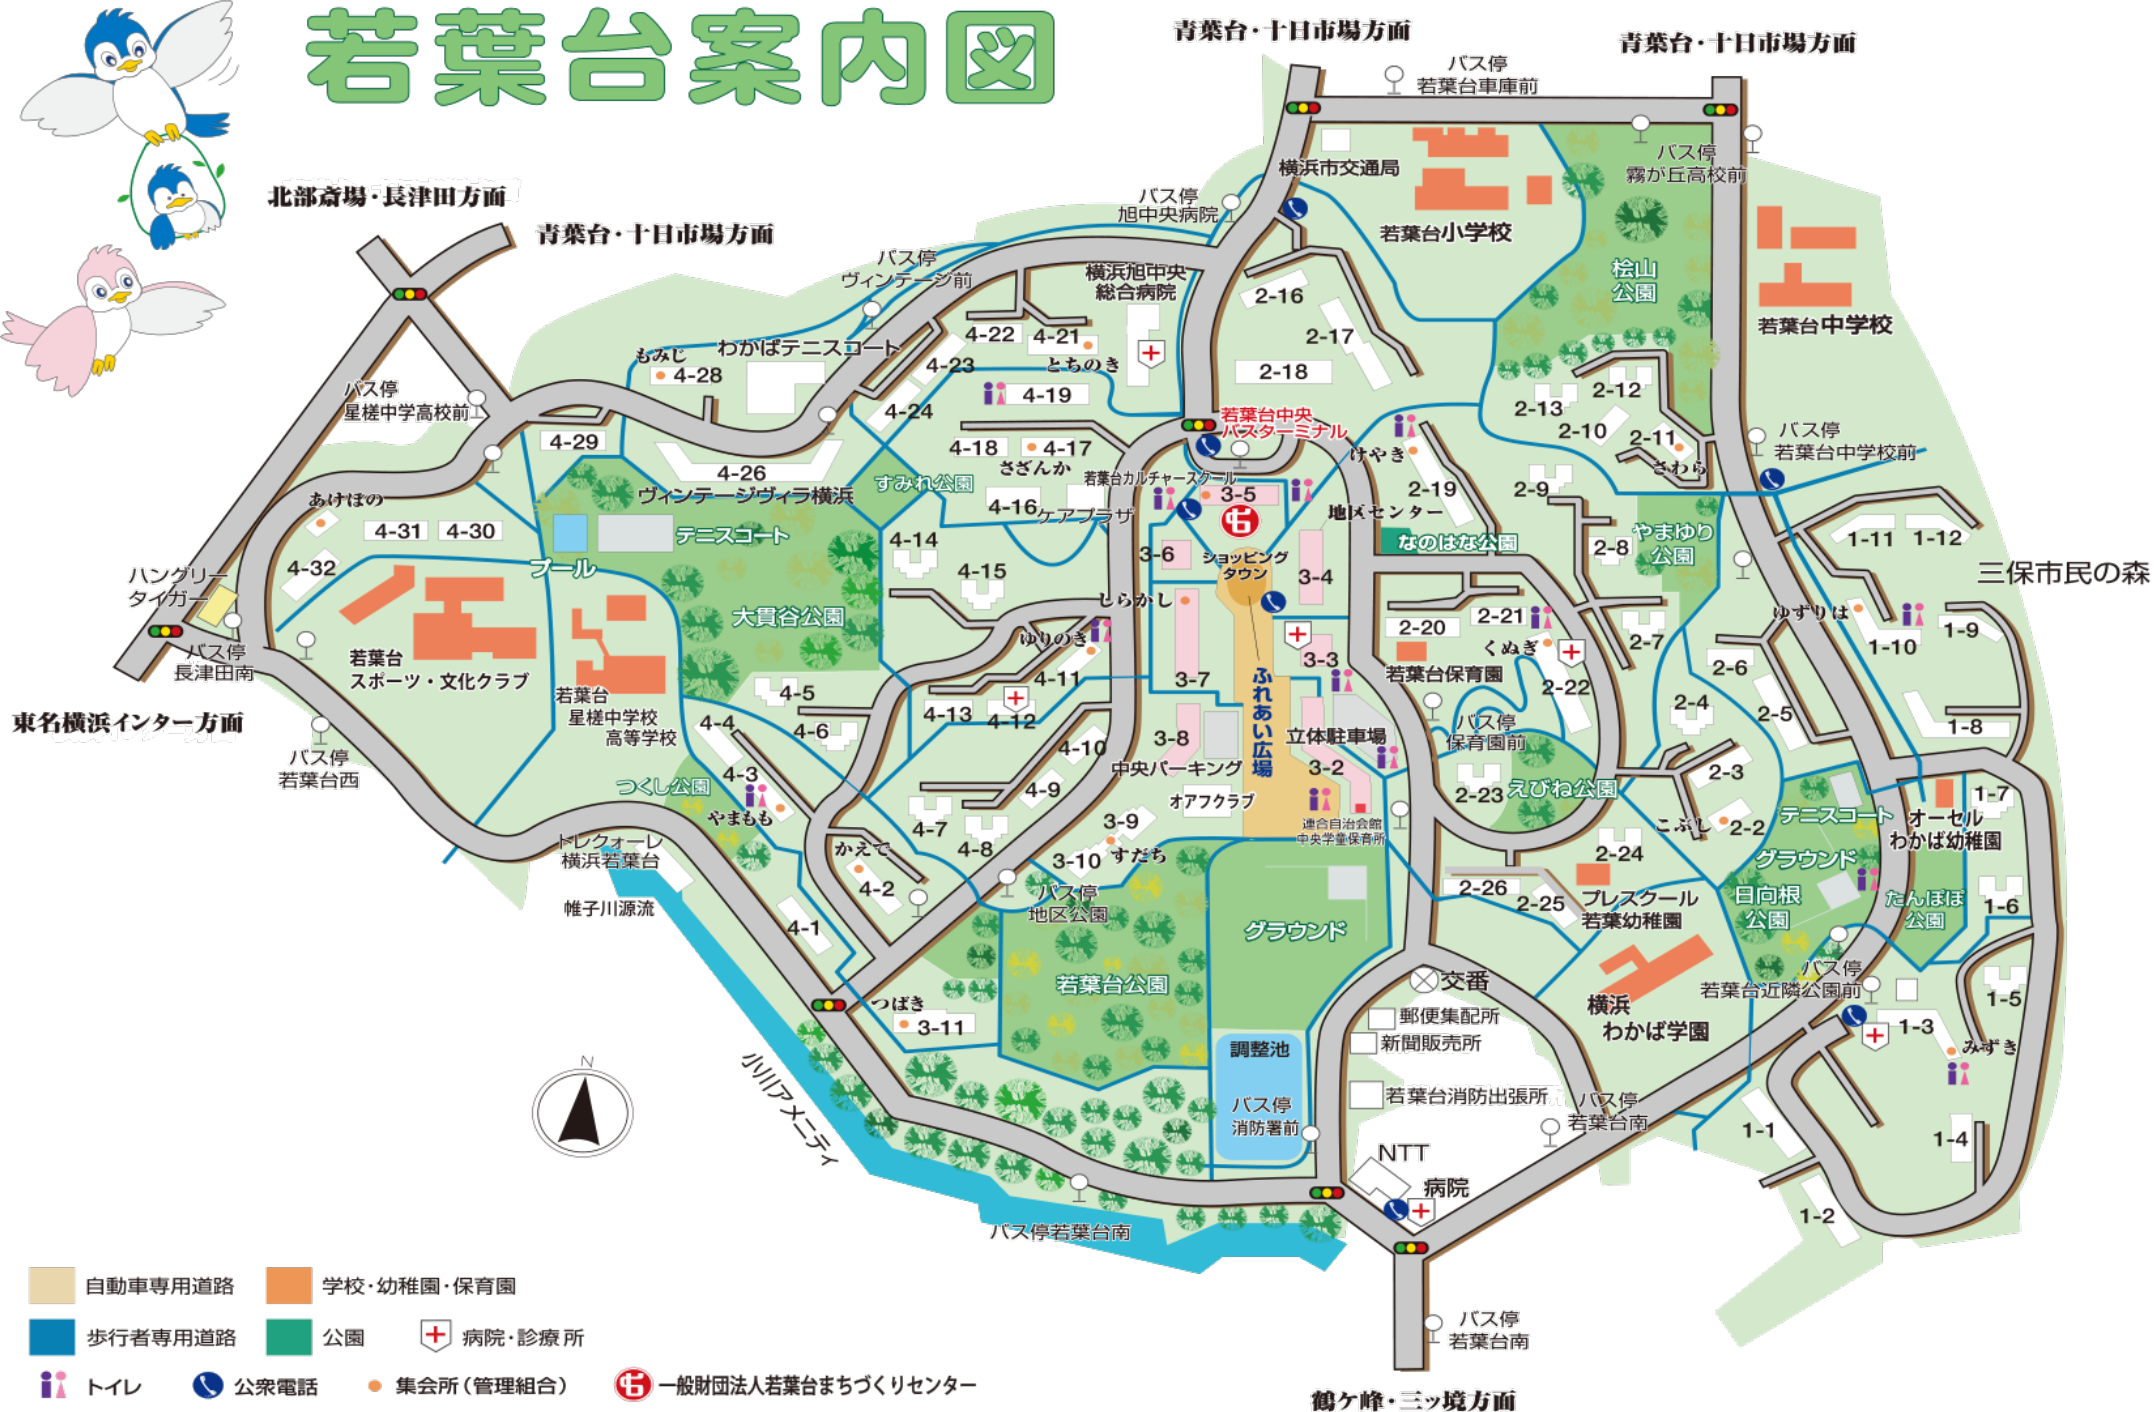 若葉台案内図
青葉台・十日市場方面
青葉台・十日市場方面
バス停
若葉台車庫前
バス停
霧が丘高校前
横浜市交通局
若葉台小学校
桧山
公園
若葉台中学校
北部斎場・長津田方面
青葉台・十日市場方面
バス停
旭中央病院
バス停
ヴィンテージ前
横浜旭中央
総合病院
2-16
2-17
2-18
4-22
4-21
とちのき
4-23
4-19
4-24
もみじ
4-28
わかばテニスコート
バス停
星槎中学高校前
4-29
4-26
ヴィンテージヴィラ横浜
すみれ公園
4-18
4-17
さざんか
4-16
ケアプラザ
若葉台中央
バスターミナル
若葉台カルチャースクール
3-5
けやき
2-19
地区センター
なのはな公園
2-13
2-12
2-10
2-11
さわら
2-9
2-8
バス停
若葉台中学校前
やまゆり
公園
1-11
1-12
三保市民の森
あけぼの
4-31
4-30
4-32
プール
テニスコート
大貫谷公園
4-14
4-15
3-6
ショッピング
タウン
3-4
しらかし
ゆりのき
3-7
3-3
ふれあい広場
2-20
2-21
くぬぎ
2-22
2-7
若葉台保育園
バス停
保育園前
2-6
2-4
2-5
2-3
ゆずりは
1-10
1-9
1-8
ハングリー
タイガー
バス停
長津田南
東名横浜インター方面
バス停
若葉台西
若葉台
スポーツ・文化クラブ
若葉台
星槎中学校
高等学校
4-5
4-6
4-4
4-3
やまもも
つくし公園
4-11
4-12
4-13
4-10
4-9
4-7
4-8
3-8
中央パーキング
オアフクラブ
立体駐車場
3-2
連合自治会館
中央学童保育所
3-9
3-10
すだち
2-23
えびね公園
こぶし
2-2
2-24
2-26
2-25
プレスクール
若葉幼稚園
テニスコート
グラウンド
日向根
公園
オーセル
わかば幼稚園
1-7
1-6
たんぽぽ
公園
トレクォーレ
横浜若葉台
帷子川源流
かえで
4-2
4-1
バス停
地区公園
グラウンド
若葉台公園
つばき
3-11
小川アメニティ
調整池
バス停
消防署前
交番
郵便集配所
新聞販売所
若葉台消防出張所
横浜
わかば学園
バス停
若葉台近隣公園前
1-3
みずき
1-5
1-4
1-1
1-2
バス停
若葉台南
NTT
病院
バス停若葉台南
バス停
若葉台南
鶴ケ峰・三ッ境方面
N
自動車専用道路
学校・幼稚園・保育園
歩行者専用道路
公園
病院・診療所
トイレ
公衆電話
集会所（管理組合）
一般財団法人若葉台まちづくりセンター